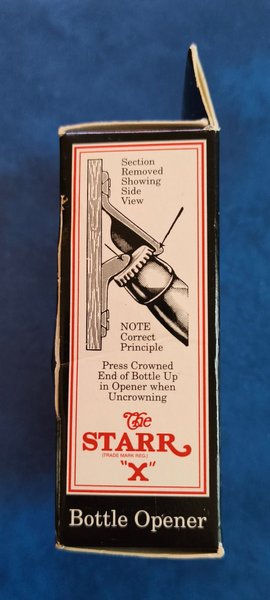 Section
Removed
Showing
Side
View
NOTE
Correct
Principle
Press Crowned
End of Bottle Up
in Opener when
Uncrowning
The
STARR
(TRADE MARK REG.)
"X"
Bottle Opener